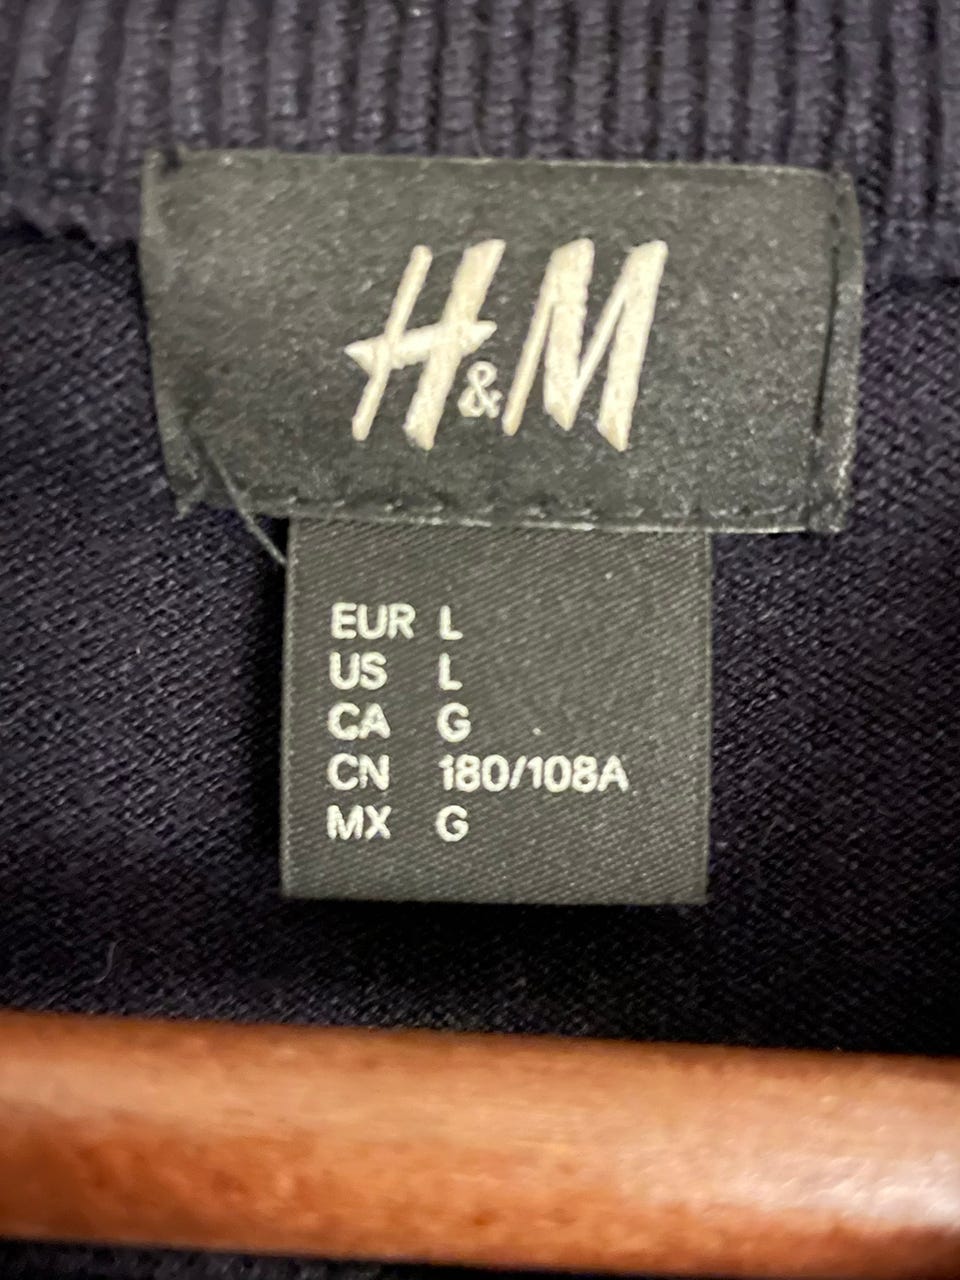 H&M
EUR L
US L
CA G
CN 180/108A
MX G